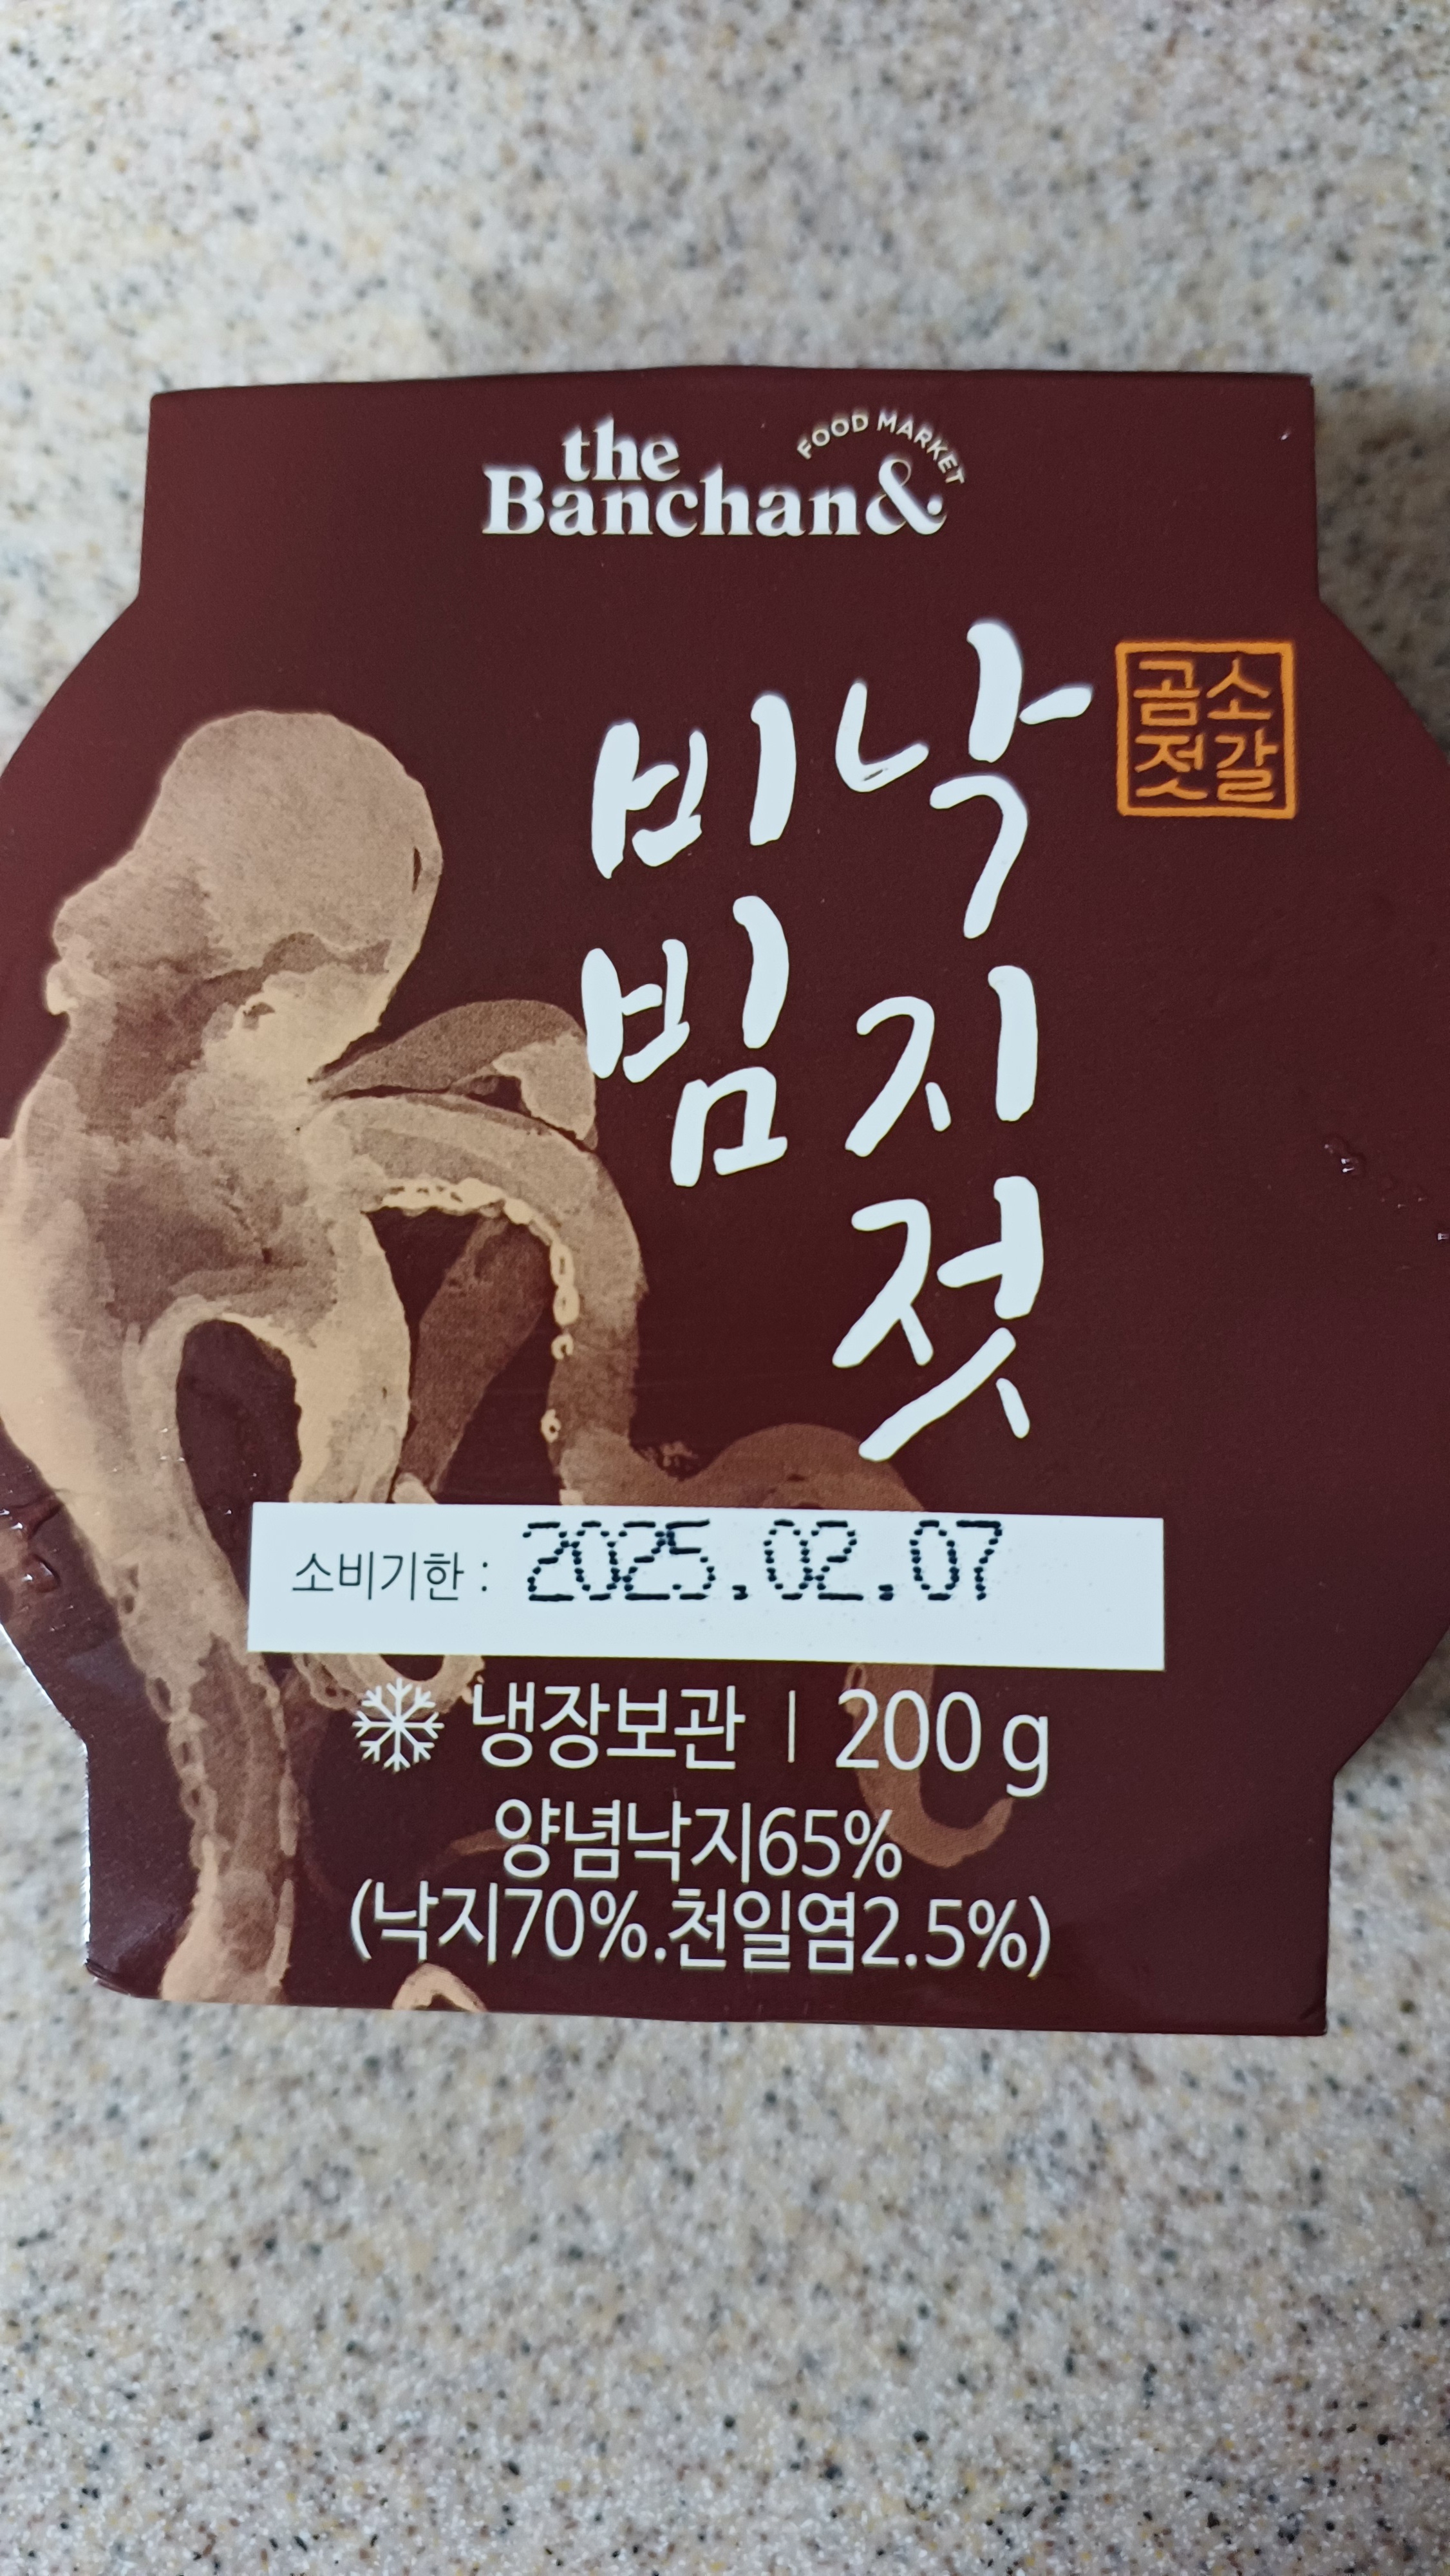 the
Banchan&
FOOD MARKET
낙지젓
비빔
곰소
젓갈
소비기한 : 2025.02.07
냉장보관 | 200 g
양념낙지65%
(낙지70%.천일염2.5%)